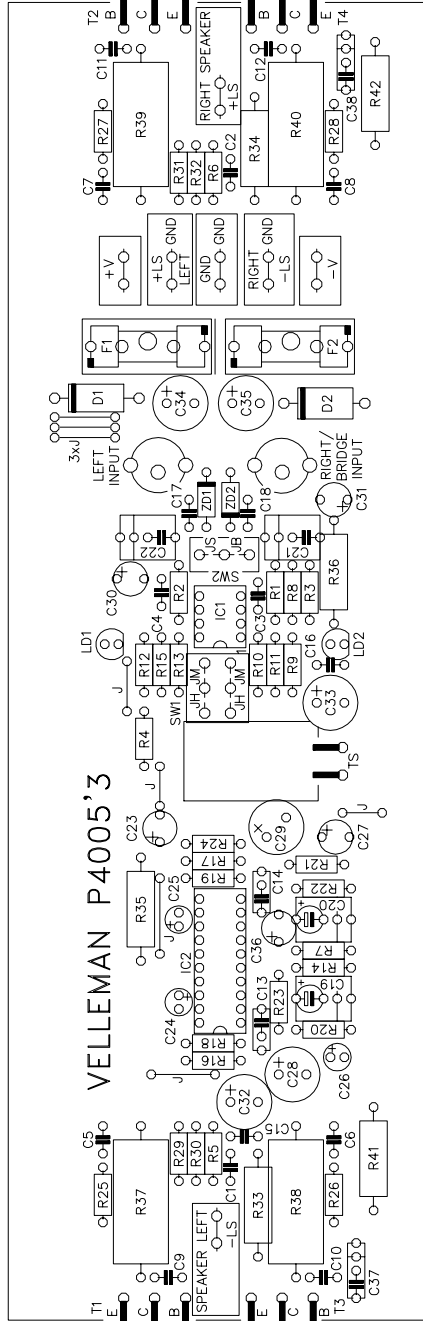 T2
B
C
E
B
C
E
T4
C11
R39
RIGHT SPEAKER
+LS
C12
R40
C38
R42
R27
R34
R28
C7
R31
R32
R6
C2
C8
+V
+LS GND
LEFT
GND GND
RIGHT GND
-LS
-V
F1
F2
D1
3xJ
C34
C35
D2
LEFT
INPUT
RIGHT/
BRIDGE
INPUT
C17
ZD1
ZD2
C18
C31
C22
C21
JS
JB
SW2
C30
C4
R2
IC1
C3
R1
R8
R3
R36
LD1
R12
R15
R13
R10
R11
R9
C16
LD2
J
SW1
JH JM
JH JM
1
C33
R4
TS
J
VELLEMAN P4005'3
C23
C29
C27
J
R24
R17
R19
R21
R35
C25
C14
R22
C20
J
IC2
C36
R7
R14
C24
C13
R23
C19
R18
R16
R20
J
C32
C28
C26
C5
C15
C6
R41
R25
R37
R29
R30
R5
C1
R33
R38
R26
C9
SPEAKER LEFT
-LS
C10
C37
T1
E
C
B
E
C
B
T3